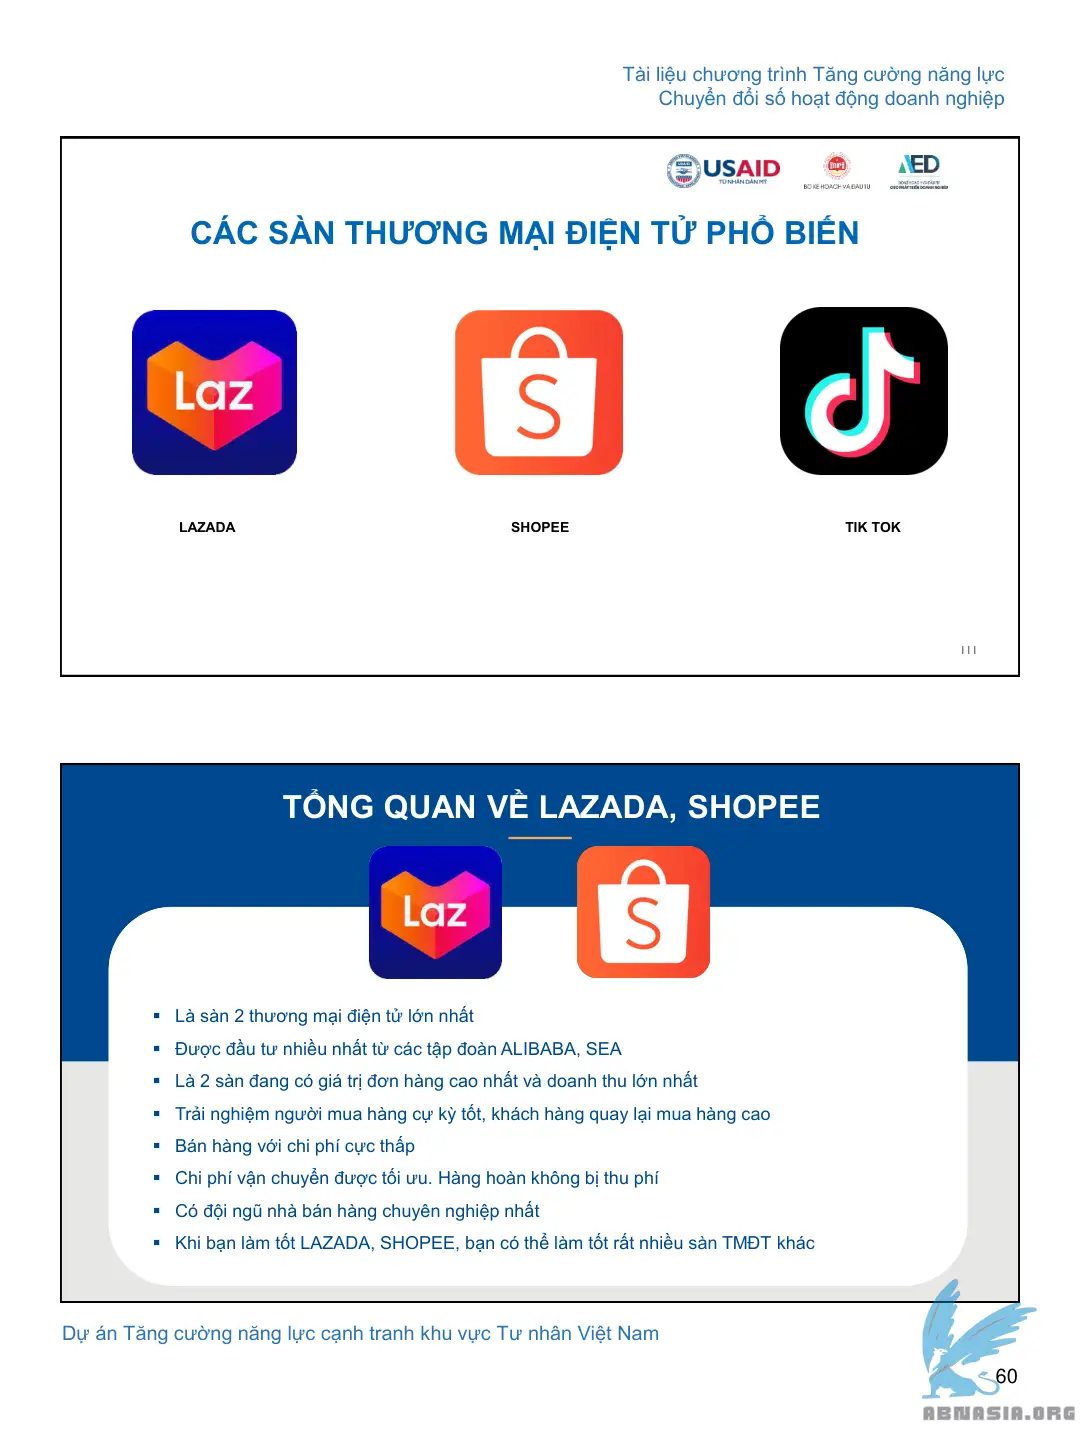 Tài liệu chương trình Tăng cường năng lực
Chuyển đổi số hoạt động doanh nghiệp
USAID
TỪ NHÂN DÂN MỸ
BỘ KẾ HOẠCH VÀ ĐẦU TƯ
AED
CỤC PHÁT TRIỂN DOANH NGHIỆP
CÁC SÀN THƯƠNG MẠI ĐIỆN TỬ PHỔ BIẾN
Laz
S
LAZADA
SHOPEE
TIK TOK
111
TỔNG QUAN VỀ LAZADA, SHOPEE
Laz
S
▪ Là sàn 2 thương mại điện tử lớn nhất
▪ Được đầu tư nhiều nhất từ các tập đoàn ALIBABA, SEA
▪ Là 2 sàn đang có giá trị đơn hàng cao nhất và doanh thu lớn nhất
▪ Trải nghiệm người mua hàng cự kỳ tốt, khách hàng quay lại mua hàng cao
▪ Bán hàng với chi phí cực thấp
▪ Chi phí vận chuyển được tối ưu. Hàng hoàn không bị thu phí
▪ Có đội ngũ nhà bán hàng chuyên nghiệp nhất
▪ Khi bạn làm tốt LAZADA, SHOPEE, bạn có thể làm tốt rất nhiều sàn TMĐT khác
Dự án Tăng cường năng lực cạnh tranh khu vực Tư nhân Việt Nam
60
ABNASIA.ORG